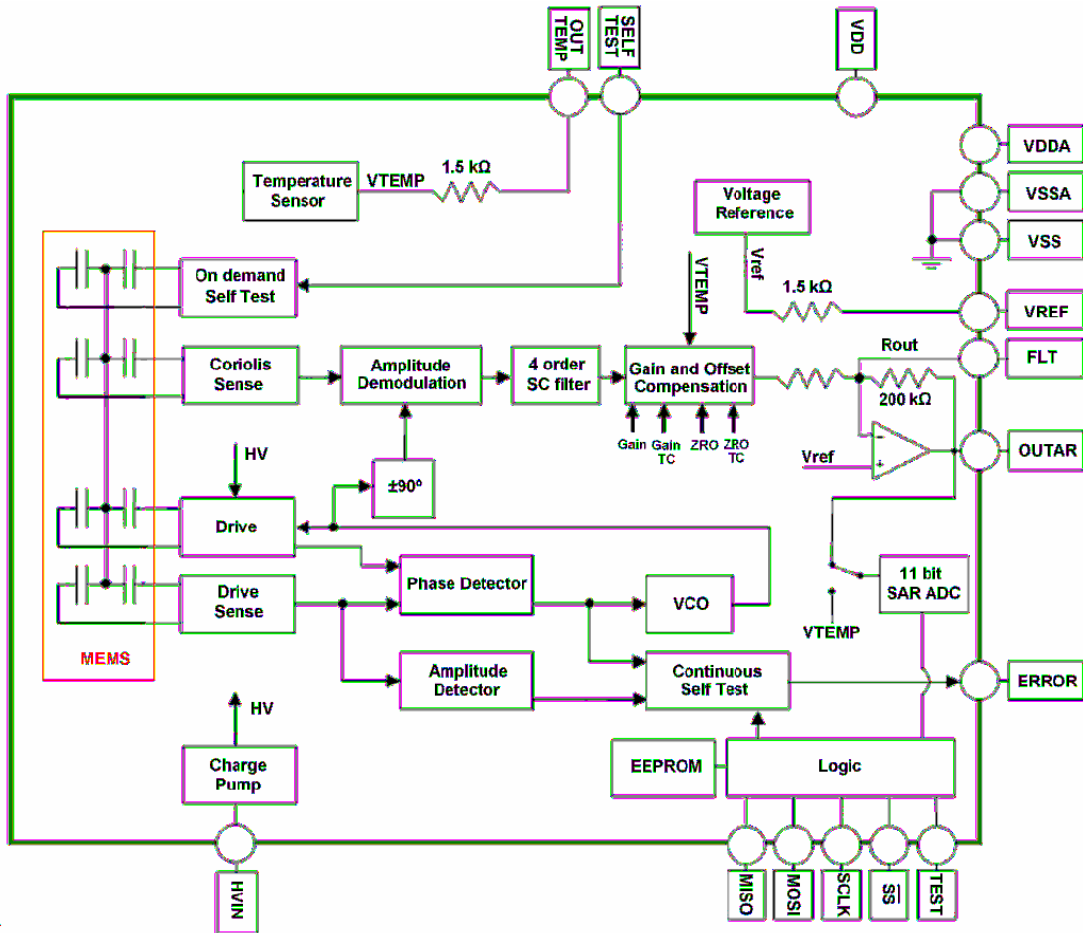 OUT
TEMP
SELF
TEST
VDD
VDDA
VSSA
VSS
VREF
FLT
OUTAR
ERROR
Temperature
Sensor
VTEMP
1.5 kΩ
Voltage
Reference
Vref
VTEMP
1.5 kΩ
On demand
Self Test
Coriolis
Sense
Amplitude
Demodulation
4 order
SC filter
Gain and Offset
Compensation
Gain
Gain
TC
ZRO
ZRO
TC
Rout
200 kΩ
-
+
Vref
HV
±90º
Drive
Drive
Sense
Phase Detector
VCO
11 bit
SAR ADC
VTEMP
MEMS
Amplitude
Detector
Continuous
Self Test
HV
Charge
Pump
EEPROM
Logic
HVIN
MISO
MOSI
SCLK
SS
TEST